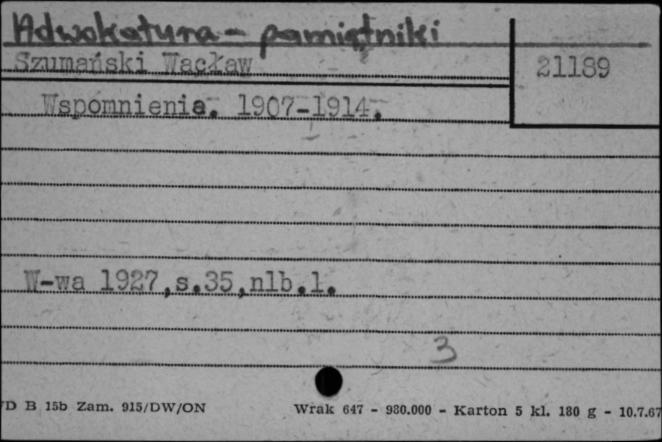 Adwokatura - pamiętniki
Szumański Wacław
21189
Wspomnienia. 1907-1914.
W-wa 1927,s.35,nlb.1.
3
D B 15b Zam. 915/DW/ON
Wrak 647 - 980.000 - Karton 5 kl. 180 g - 10.7.67